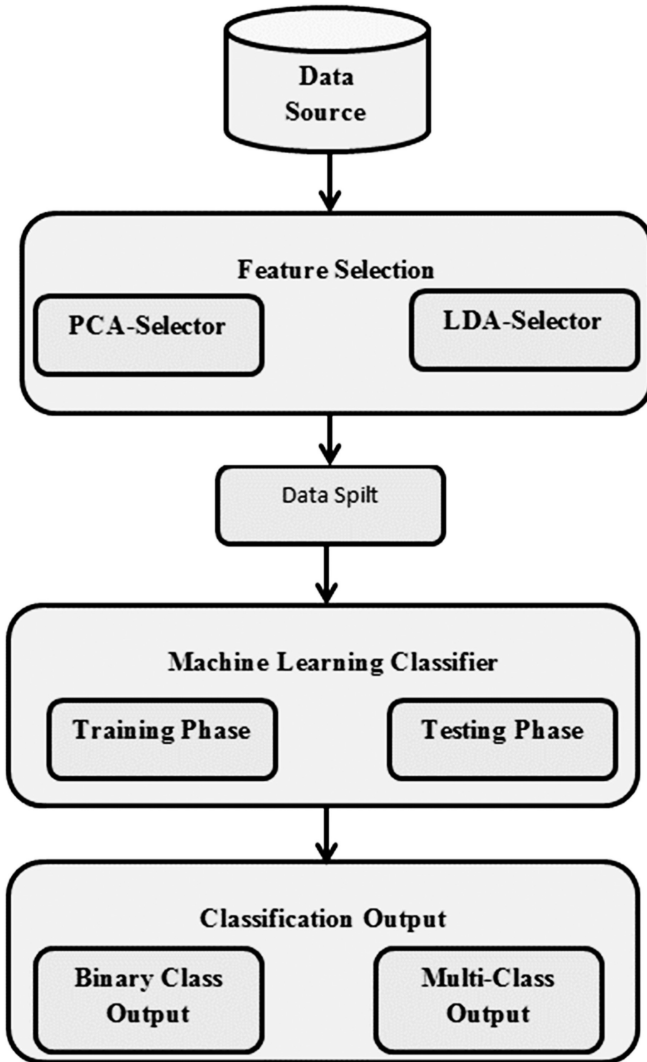 Data
Source
Feature Selection
PCA-Selector
LDA-Selector
Data Spilt
Machine Learning Classifier
Training Phase
Testing Phase
Classification Output
Binary Class
Output
Multi-Class
Output